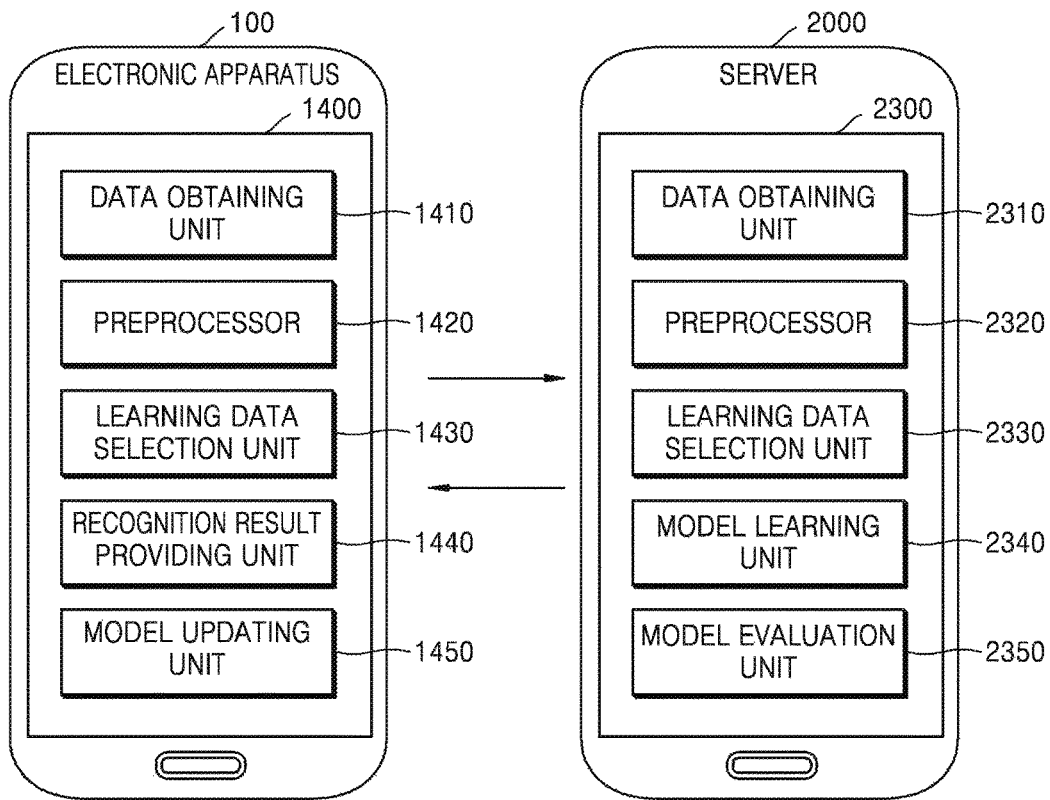 100
ELECTRONIC APPARATUS
1400
DATA OBTAINING
UNIT
1410
PREPROCESSOR
1420
LEARNING DATA
SELECTION UNIT
1430
RECOGNITION RESULT
PROVIDING UNIT
1440
MODEL UPDATING
UNIT
1450
2000
SERVER
2300
DATA OBTAINING
UNIT
2310
PREPROCESSOR
2320
LEARNING DATA
SELECTION UNIT
2330
MODEL LEARNING
UNIT
2340
MODEL EVALUATION
UNIT
2350